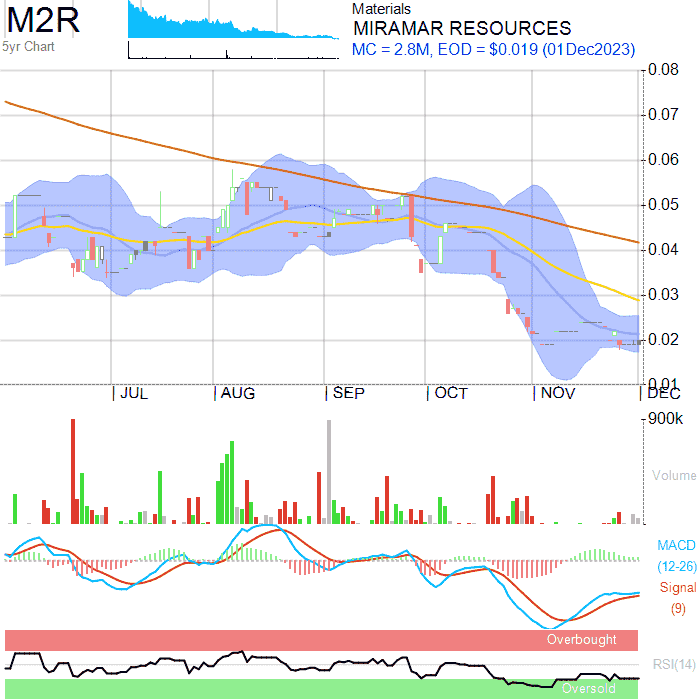 M2R
5yr Chart
Materials
MIRAMAR RESOURCES
MC = 2.8M, EOD = $0.019 (01Dec2023)
0.08
0.07
0.06
0.05
0.04
0.03
0.02
0.01
JUL
AUG
SEP
OCT
NOV
DEC
900k
Volume
MACD
(12-26)
Signal
(9)
Overbought
RSI(14)
Oversold